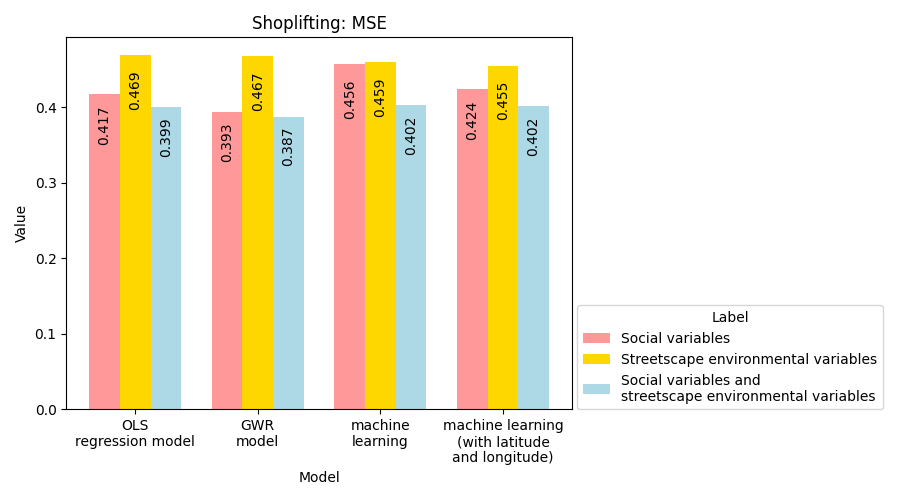 Shoplifting: MSE
Value
0.4
0.3
0.2
0.1
0.0
0.417
0.469
0.399
0.393
0.467
0.387
0.456
0.459
0.402
0.424
0.455
0.402
OLS
regression model
GWR
model
machine
learning
machine learning
(with latitude
and longitude)
Model
Label
Social variables
Streetscape environmental variables
Social variables and
streetscape environmental variables